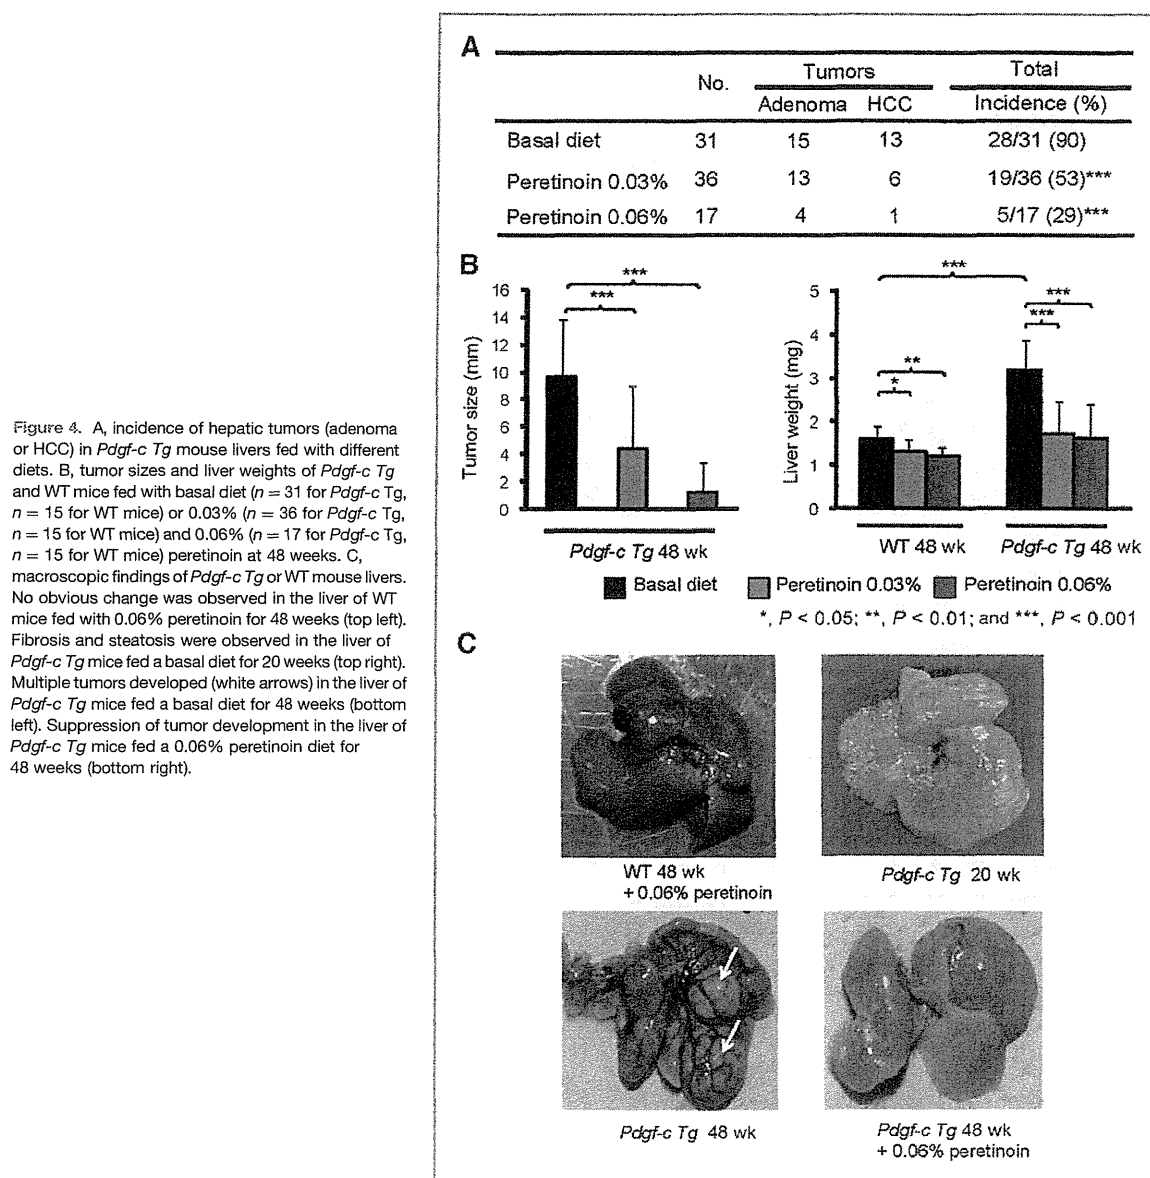 Figure 4. A, incidence of hepatic tumors (adenoma
or HCC) in Pdgf-c Tg mouse livers fed with different
diets. B, tumor sizes and liver weights of Pdgf-c Tg
and WT mice fed with basal diet (n = 31 for Pdgf-c Tg,
n = 15 for WT mice) or 0.03% (n = 36 for Pdgf-c Tg,
n = 15 for WT mice) and 0.06% (n = 17 for Pdgf-c Tg,
n = 15 for WT mice) peretinoin at 48 weeks. C,
macroscopic findings of Pdgf-c Tg or WT mouse livers.
No obvious change was observed in the liver of WT
mice fed with 0.06% peretinoin for 48 weeks (top left).
Fibrosis and steatosis were observed in the liver of
Pdgf-c Tg mice fed a basal diet for 20 weeks (top right).
Multiple tumors developed (white arrows) in the liver of
Pdgf-c Tg mice fed a basal diet for 48 weeks (bottom
left). Suppression of tumor development in the liver of
Pdgf-c Tg mice fed a 0.06% peretinoin diet for
48 weeks (bottom right).
A
No. Tumors Total
Adenoma HCC Incidence (%)
Basal diet 31 15 13 28/31 (90)
Peretinoin 0.03% 36 13 6 19/36 (53)***
Peretinoin 0.06% 17 4 1 5/17 (29)***
B
Tumor size (mm)
16
14
12
10
8
6
4
2
0
***
***
Pdgf-c Tg 48 wk
Liver weight (mg)
5
4
3
2
1
0
***
***
***
**
*
WT 48 wk Pdgf-c Tg 48 wk
Basal diet Peretinoin 0.03% Peretinoin 0.06%
*, P < 0.05; **, P < 0.01; and ***, P < 0.001
C
WT 48 wk
+ 0.06% peretinoin
Pdgf-c Tg 20 wk
Pdgf-c Tg 48 wk
Pdgf-c Tg 48 wk
+ 0.06% peretinoin